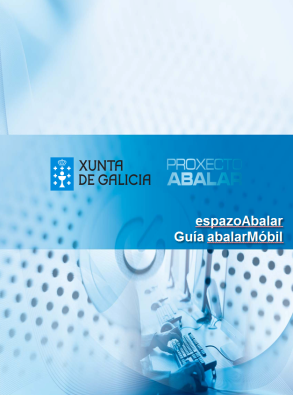 XUNTA
DE GALICIA
PROXECTO
ABALAR
espazoAbalar
Guía abalarMóbil